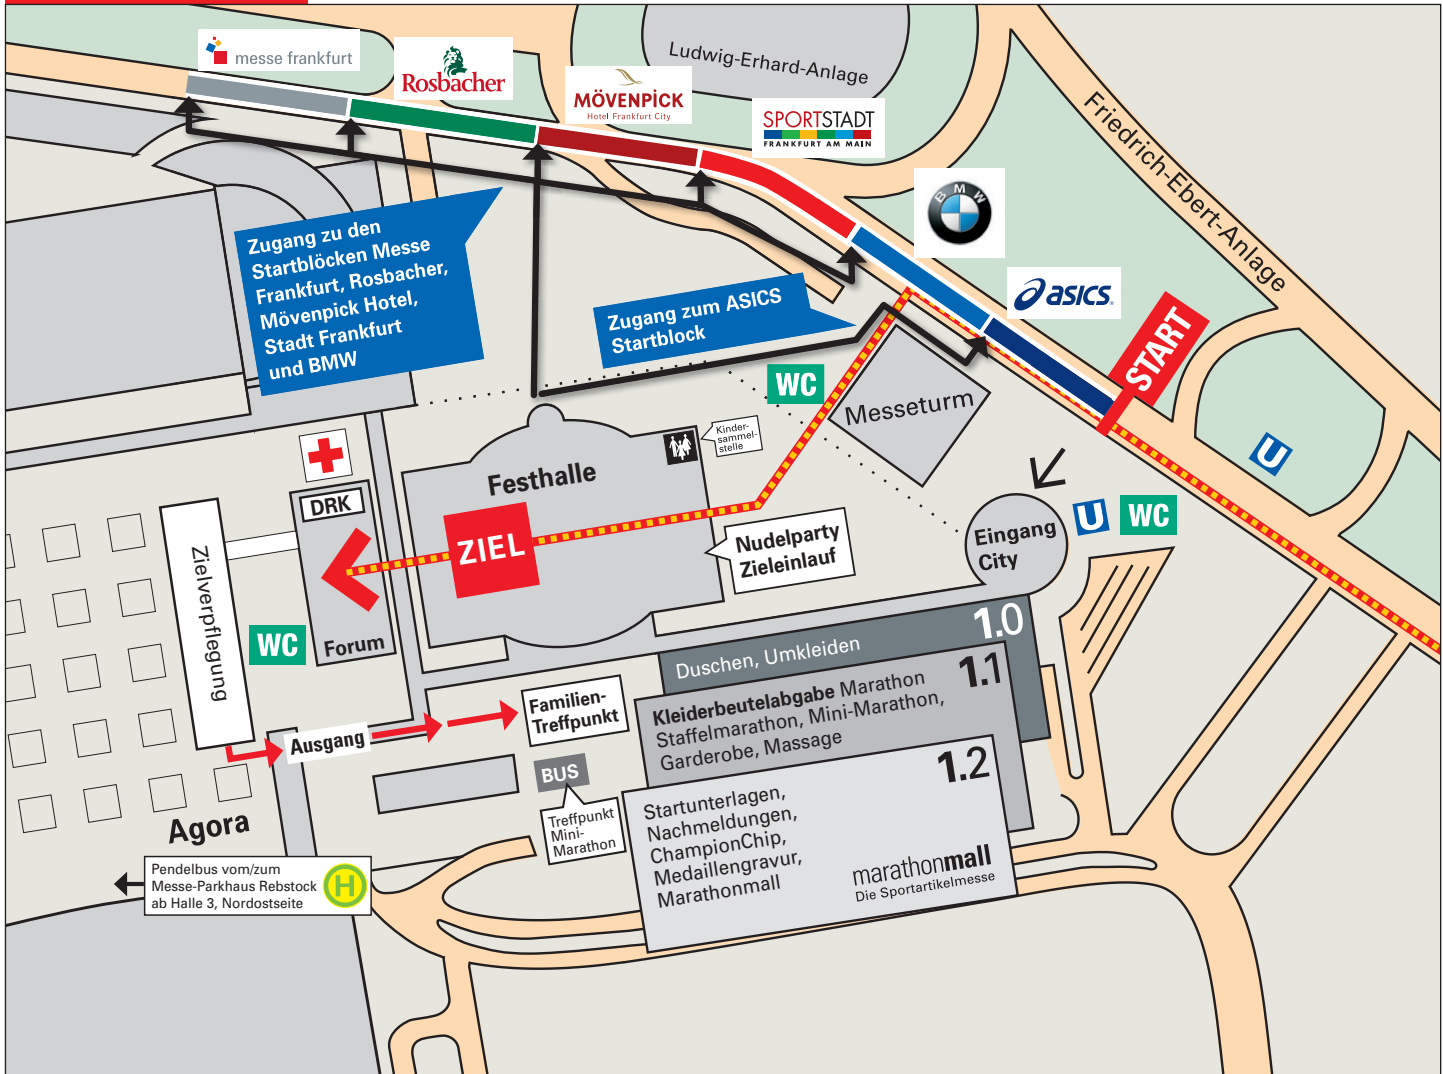 messe frankfurt
Rosbacher
MÖVENPICK
Hotel Frankfurt City
SPORTSTADT
FRANKFURT AM MAIN
Ludwig-Erhard-Anlage
Friedrich-Ebert-Anlage
BMW
asics
START
Zugang zu den
Startblöcken Messe
Frankfurt, Rosbacher,
Mövenpick Hotel,
Stadt Frankfurt
und BMW
Zugang zum ASICS
Startblock
WC
Messeturm
Kinder-
sammel-
stelle
Festhalle
ZIEL
DRK
Forum
Zielverpflegung
WC
Nudelparty
Zieleinlauf
Eingang
City
U
WC
U
1.0
Duschen, Umkleiden
1.1
Kleiderbeutelabgabe Marathon
Staffelmarathon, Mini-Marathon,
Garderobe, Massage
1.2
Startunterlagen,
Nachmeldungen,
ChampionChip,
Medaillengravur,
Marathonmall
marathonmall
Die Sportartikelmesse
Familien-
Treffpunkt
Ausgang
BUS
Treffpunkt
Mini-
Marathon
Agora
Pendelbus vom/zum
Messe-Parkhaus Rebstock
ab Halle 3, Nordostseite
H